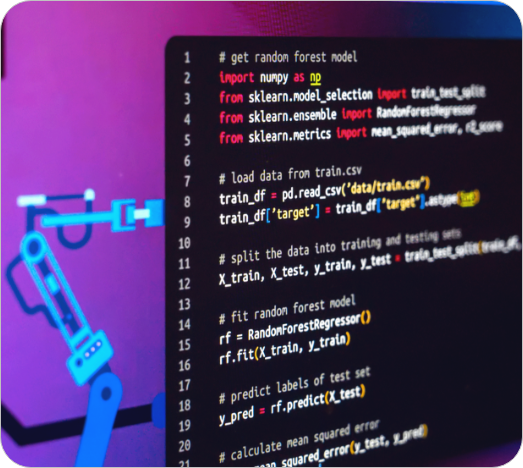 1 # get random forest model
2 import numpy as np
3 from sklearn.model_selection import train_test_split
4 from sklearn.ensemble import RandomForestRegressor
5 from sklearn.metrics import mean_squared_error, r2_score
6
7 # load data from train.csv
8 train_df = pd.read_csv('data/train.csv')
9 train_df['target'] = train_df['target'].astype(
10
11 # split the data into training and testing sets
12 X_train, X_test, y_train, y_test = train_test_split(train_df,
13
14 # fit random forest model
15 rf = RandomForestRegressor()
16 rf.fit(X_train, y_train)
17
18 # predict labels of test set
19 y_pred = rf.predict(X_test)
20
21 # calculate mean squared error
mean_squared_error(y_test, y_pred)